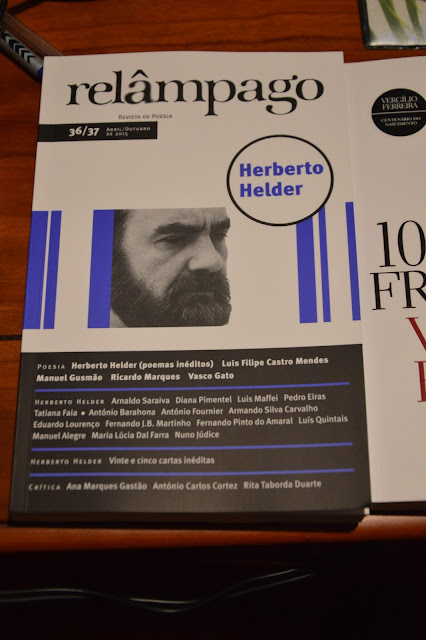 relâmpago
REVISTA DE POESIA
36/37 ABRIL/OUTUBRO
DE 2015
Herberto
Helder
POESIA Herberto Helder (poemas inéditos) Luis Filipe Castro Mendes
Manuel Gusmão Ricardo Marques Vasco Gato
HERBERTO HELDER Arnaldo Saraiva Diana Pimentel Luis Maffei Pedro Eiras
Tatiana Faia • António Barahona António Fournier Armando Silva Carvalho
Eduardo Lourenço Fernando J.B. Martinho Fernando Pinto do Amaral Luís Quintais
Manuel Alegre Maria Lúcia Dal Farra Nuno Júdice
HERBERTO HELDER Vinte e cinco cartas inéditas
CRÍTICA Ana Marques Gastão António Carlos Cortez Rita Taborda Duarte
VERGÍLIO
FERREIRA
CENTENÁRIO DO
NASCIMENTO
10
FR
V